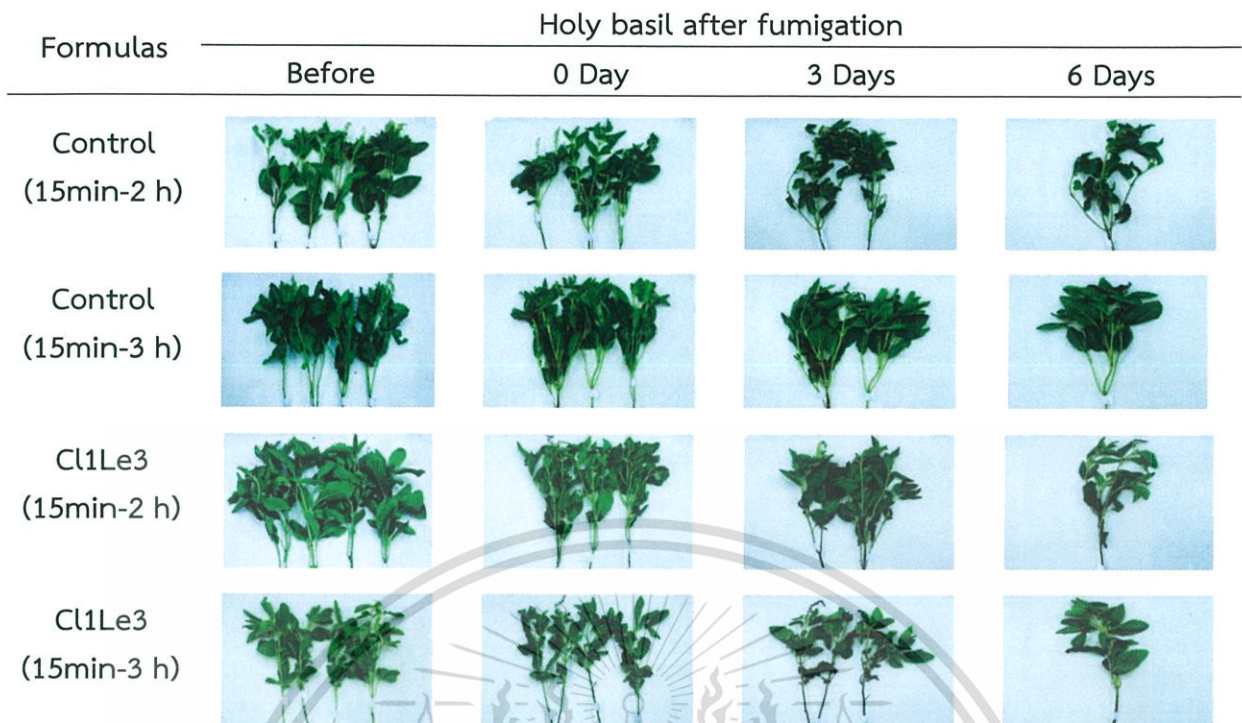 Formulas
Holy basil after fumigation
Before
0 Day
3 Days
6 Days
Control
(15min-2 h)
Control
(15min-3 h)
Cl1Le3
(15min-2 h)
Cl1Le3
(15min-3 h)